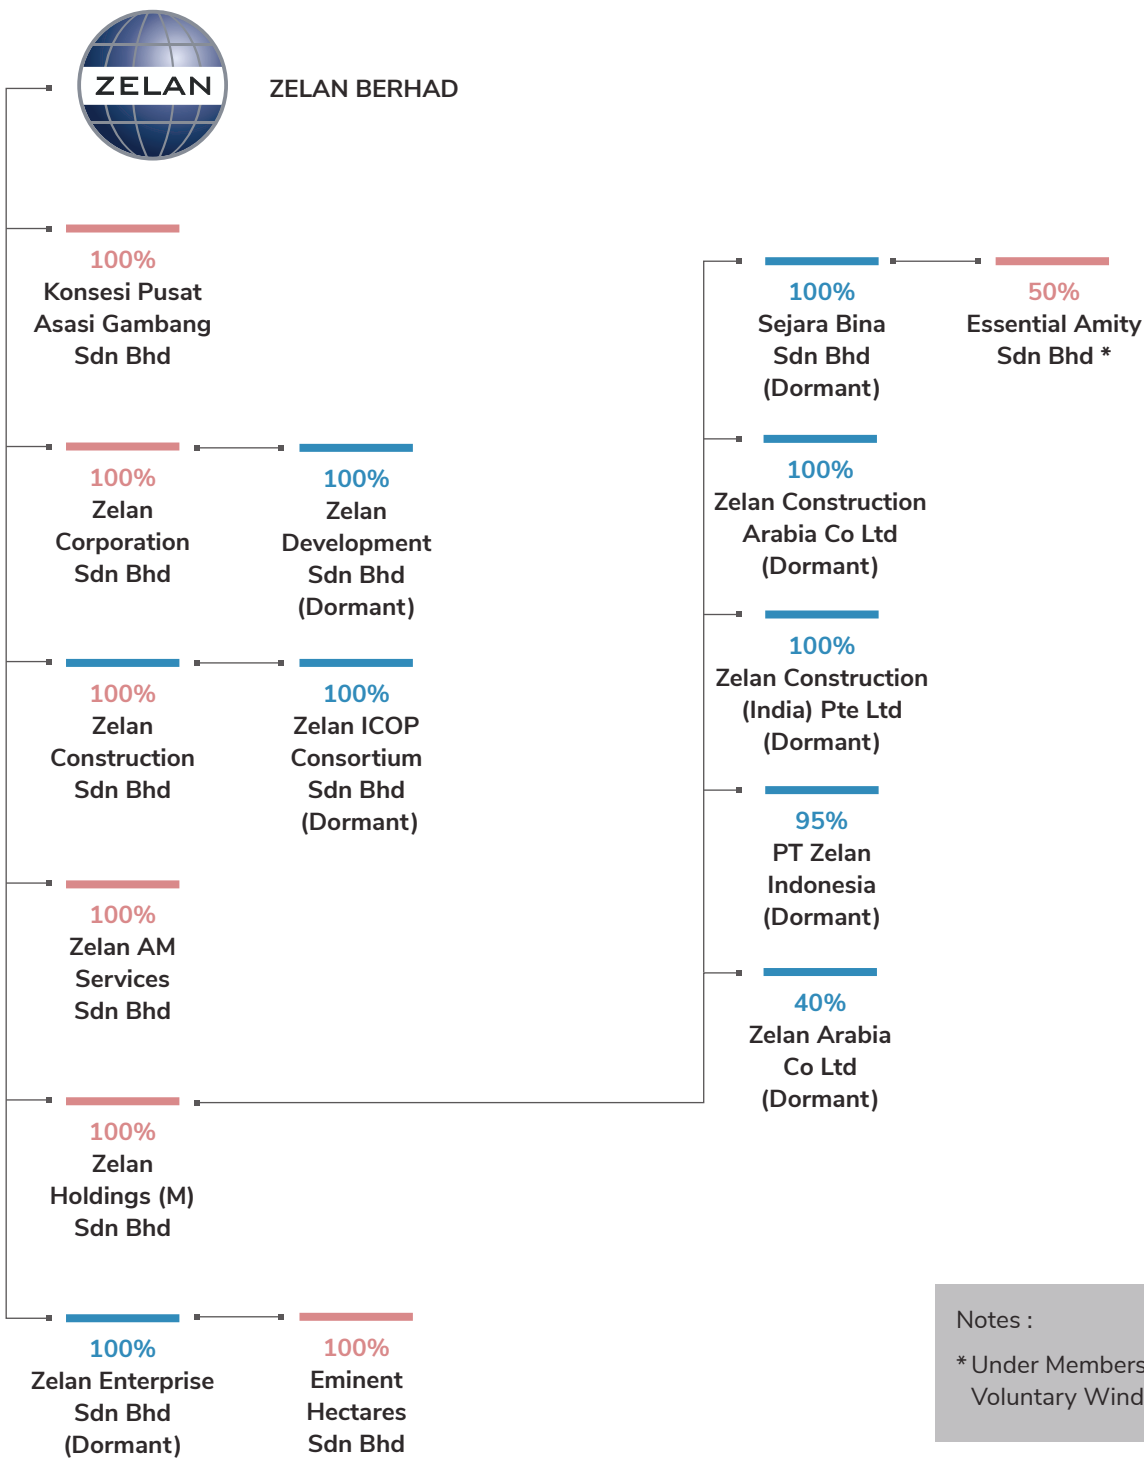 ZELAN
ZELAN BERHAD
100%
Konsesi Pusat
Asasi Gambang
Sdn Bhd
100%
Zelan
Corporation
Sdn Bhd
100%
Zelan
Development
Sdn Bhd
(Dormant)
100%
Zelan
Construction
Sdn Bhd
100%
Zelan ICOP
Consortium
Sdn Bhd
(Dormant)
100%
Zelan AM
Services
Sdn Bhd
100%
Zelan
Holdings (M)
Sdn Bhd
100%
Zelan Enterprise
Sdn Bhd
(Dormant)
100%
Eminent
Hectares
Sdn Bhd
100%
Sejara Bina
Sdn Bhd
(Dormant)
50%
Essential Amity
Sdn Bhd *
100%
Zelan Construction
Arabia Co Ltd
(Dormant)
100%
Zelan Construction
(India) Pte Ltd
(Dormant)
95%
PT Zelan
Indonesia
(Dormant)
40%
Zelan Arabia
Co Ltd
(Dormant)
Notes :
* Under Members
Voluntary Wind